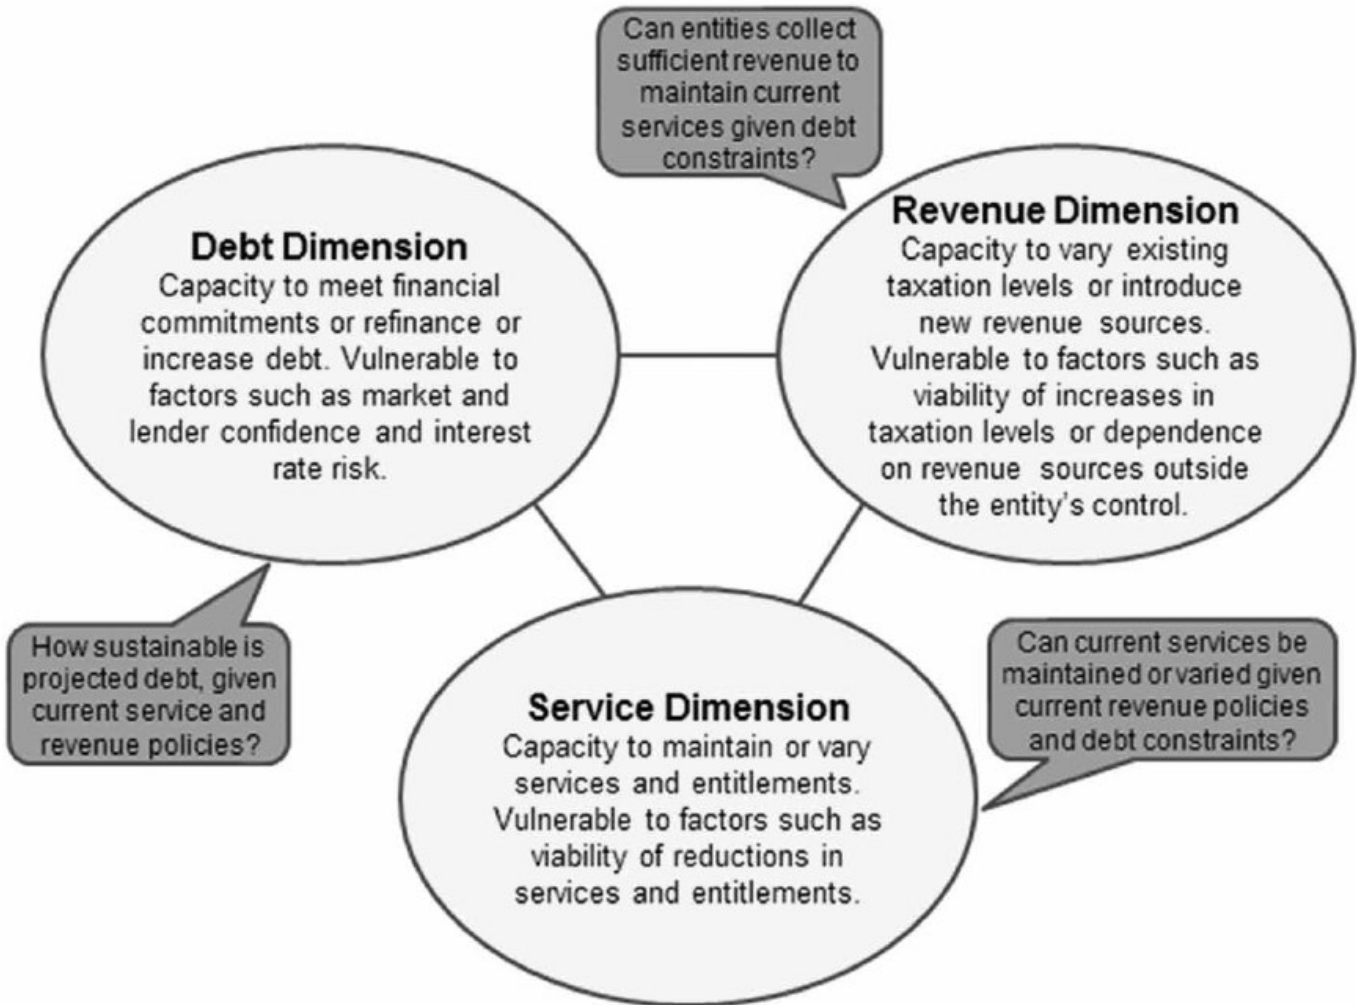 Can entities collect
sufficient revenue to
maintain current
services given debt
constraints?
Debt Dimension
Capacity to meet financial
commitments or refinance or
increase debt. Vulnerable to
factors such as market and
lender confidence and interest
rate risk.
Revenue Dimension
Capacity to vary existing
taxation levels or introduce
new revenue sources.
Vulnerable to factors such as
viability of increases in
taxation levels or dependence
on revenue sources outside
the entity's control.
How sustainable is
projected debt, given
current service and
revenue policies?
Service Dimension
Capacity to maintain or vary
services and entitlements.
Vulnerable to factors such as
viability of reductions in
services and entitlements.
Can current services be
maintained or varied given
current revenue policies
and debt constraints?